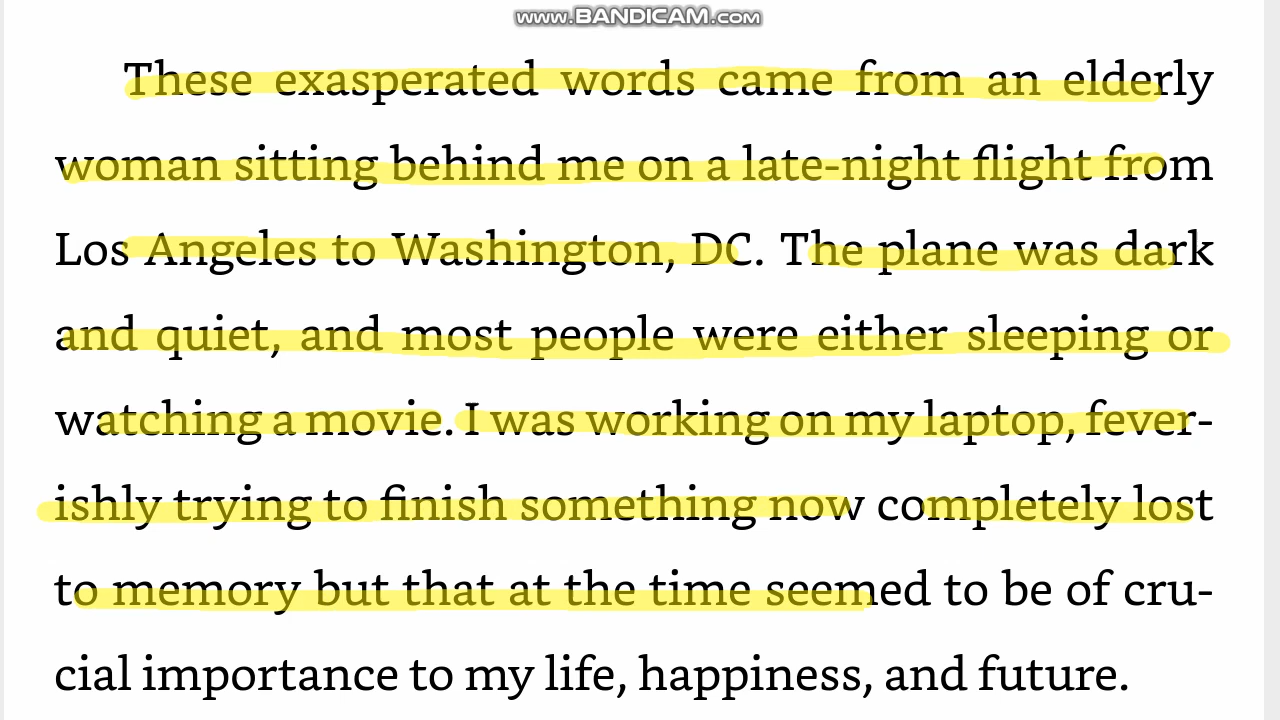 www.BANDICAM.com
These exasperated words came from an elderly
woman sitting behind me on a late-night flight from
Los Angeles to Washington, DC. The plane was dark
and quiet, and most people were either sleeping or
watching a movie. I was working on my laptop, fever-
ishly trying to finish something now completely lost
to memory but that at the time seemed to be of cru-
cial importance to my life, happiness, and future.